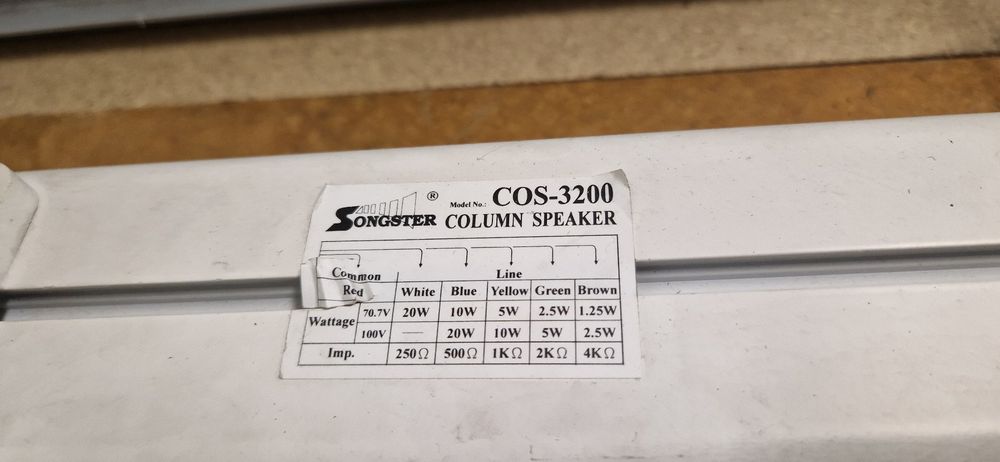 SONGSTER ®
Model No.: COS-3200
COLUMN SPEAKER
Common Line
Red White Blue Yellow Green Brown
Wattage 70.7V 20W 10W 5W 2.5W 1.25W
100V — 20W 10W 5W 2.5W
Imp. 250Ω 500Ω 1KΩ 2KΩ 4KΩ